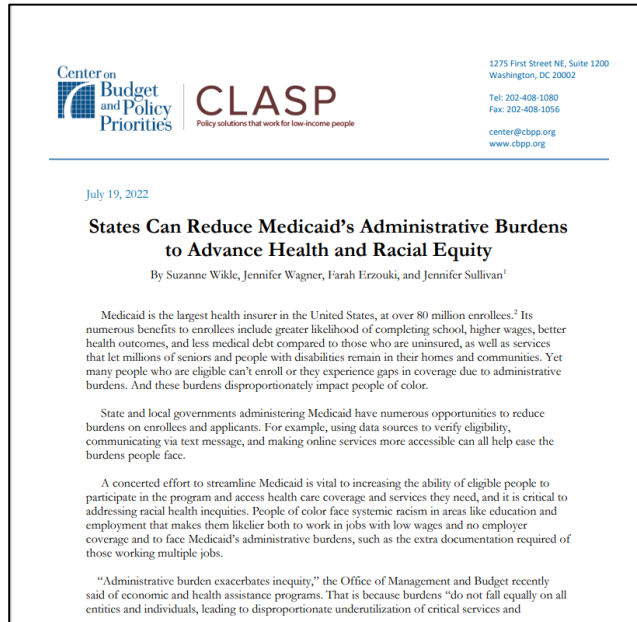 Center on
Budget
and Policy
Priorities
CLASP
Policy solutions that work for low-income people
1275 First Street NE, Suite 1200
Washington, DC 20002
Tel: 202-408-1080
Fax: 202-408-1056
center@cbpp.org
www.cbpp.org
July 19, 2022
States Can Reduce Medicaid’s Administrative Burdens
to Advance Health and Racial Equity
By Suzanne Wikle, Jennifer Wagner, Farah Erzouki, and Jennifer Sullivan¹
Medicaid is the largest health insurer in the United States, at over 80 million enrollees.² Its
numerous benefits to enrollees include greater likelihood of completing school, higher wages, better
health outcomes, and less medical debt compared to those who are uninsured, as well as services
that let millions of seniors and people with disabilities remain in their homes and communities. Yet
many people who are eligible can’t enroll or they experience gaps in coverage due to administrative
burdens. And these burdens disproportionately impact people of color.
State and local governments administering Medicaid have numerous opportunities to reduce
burdens on enrollees and applicants. For example, using data sources to verify eligibility,
communicating via text message, and making online services more accessible can all help ease the
burdens people face.
A concerted effort to streamline Medicaid is vital to increasing the ability of eligible people to
participate in the program and access health care coverage and services they need, and it is critical to
addressing racial health inequities. People of color face systemic racism in areas like education and
employment that makes them likelier both to work in jobs with low wages and no employer
coverage and to face Medicaid’s administrative burdens, such as the extra documentation required of
those working multiple jobs.
“Administrative burden exacerbates inequity,” the Office of Management and Budget recently
said of economic and health assistance programs. That is because burdens “do not fall equally on all
entities and individuals, leading to disproportionate underutilization of critical services and